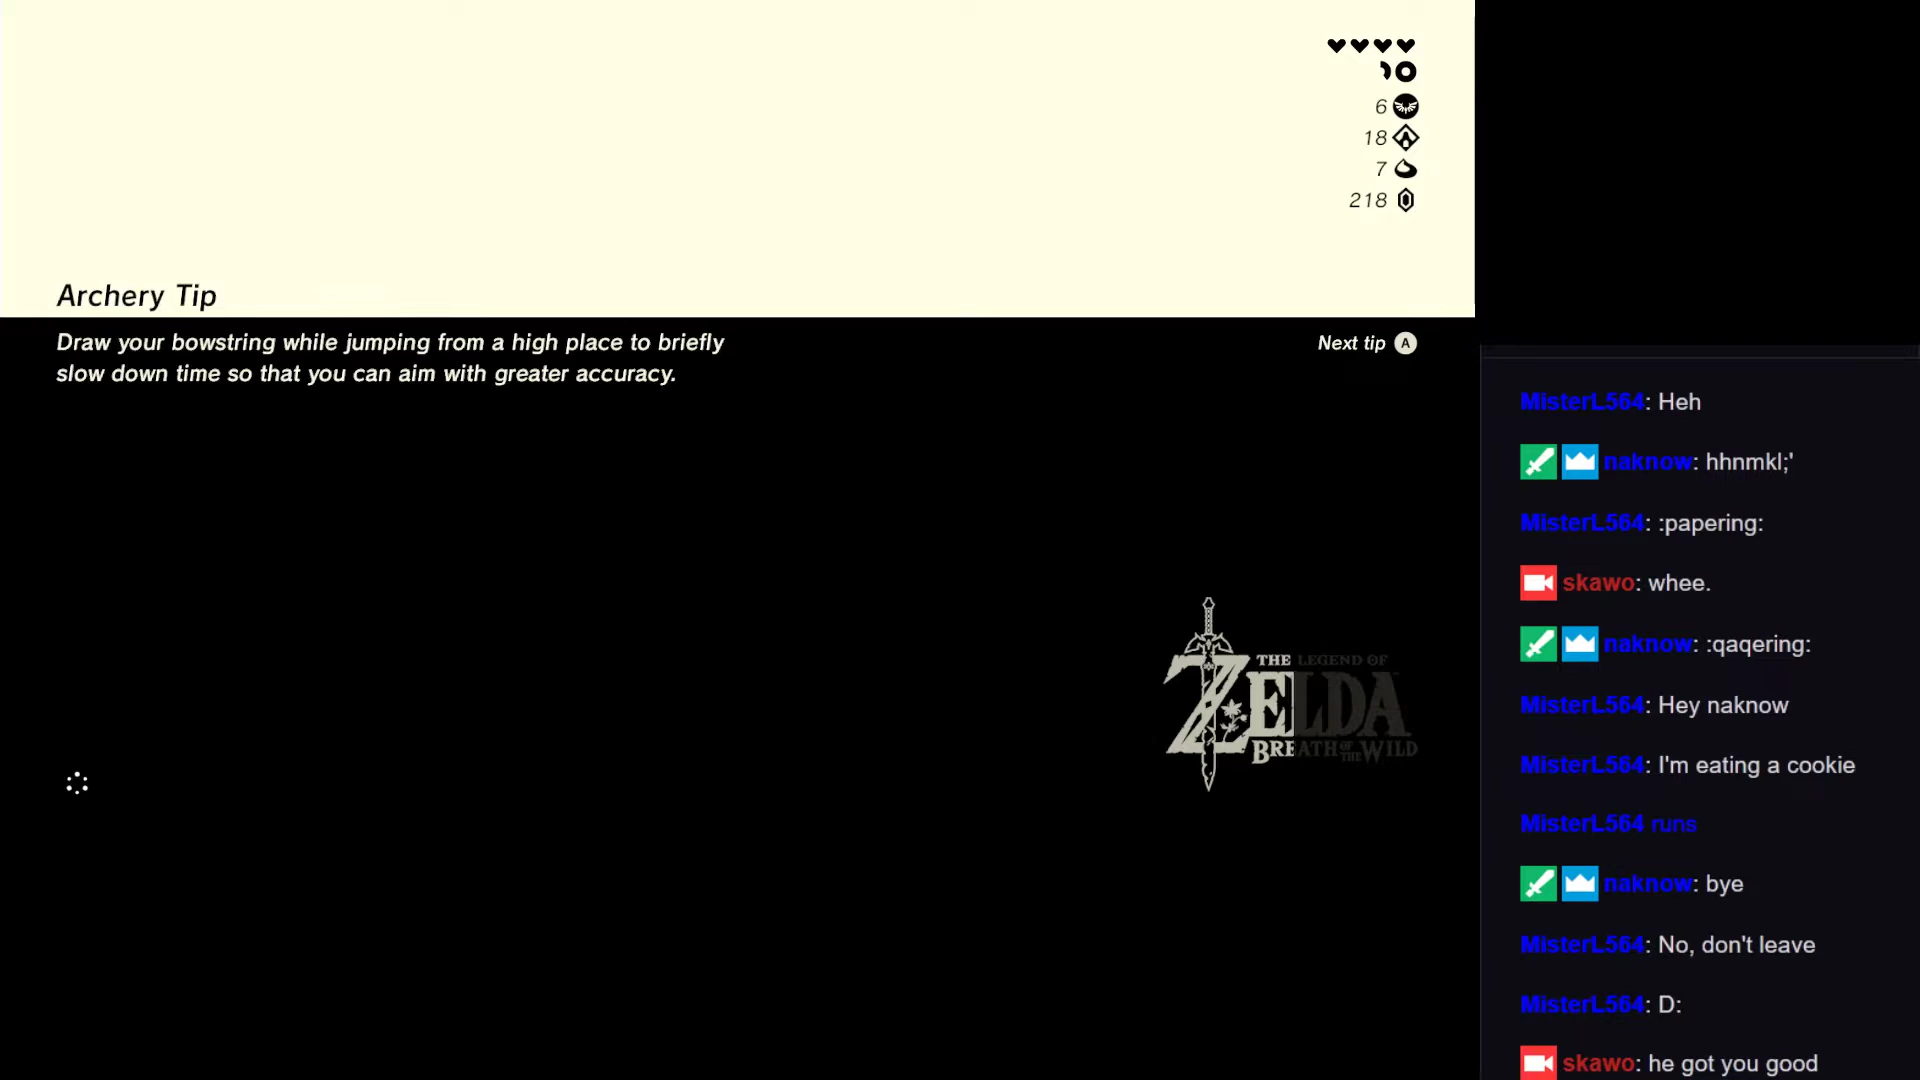 6
18
7
218
Archery Tip
Draw your bowstring while jumping from a high place to briefly
slow down time so that you can aim with greater accuracy.
Next tip A
THE LEGEND OF
ZELDA
BREATH OF THE WILD
MisterL564: Heh
naknow: hhnmkl;'
MisterL564: :papering:
skawo: whee.
naknow: :qaqering:
MisterL564: Hey naknow
MisterL564: I'm eating a cookie
MisterL564 runs
naknow: bye
MisterL564: No, don't leave
MisterL564: D:
skawo: he got you good